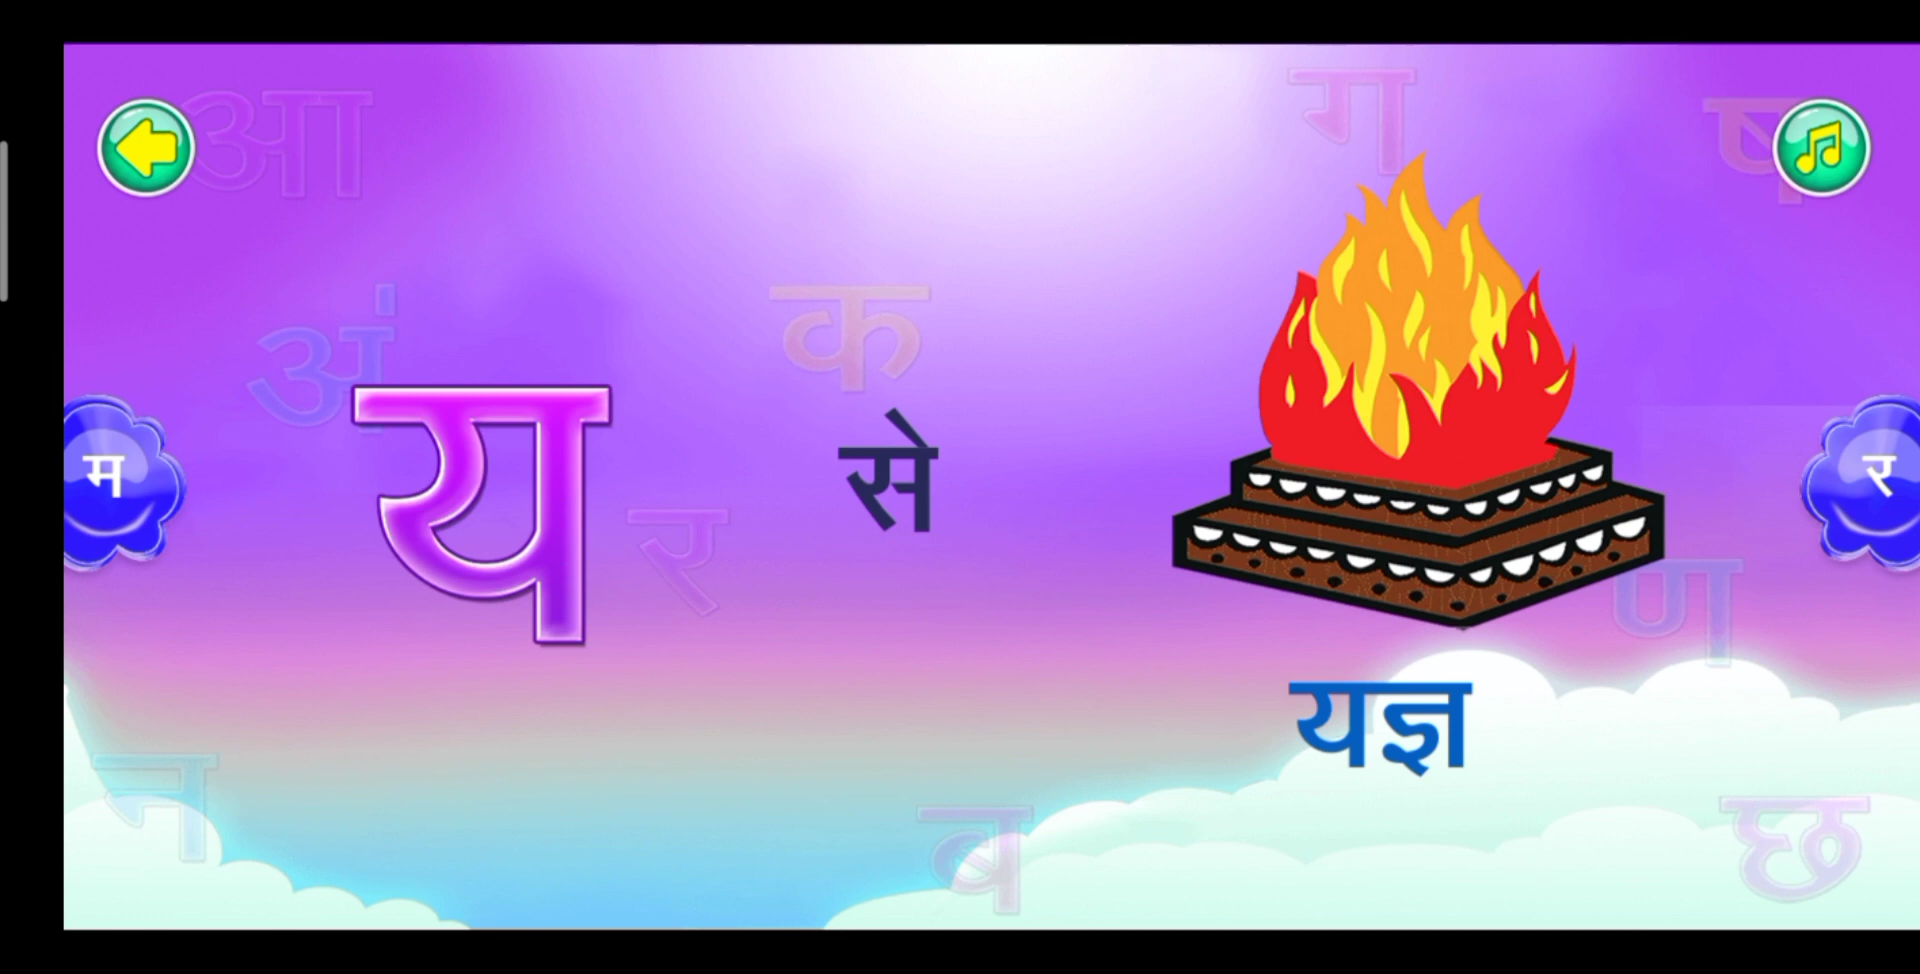 आ
ग
ष
अं
क
म
य
से
र
र
ण
यज्ञ
न
ब
छ